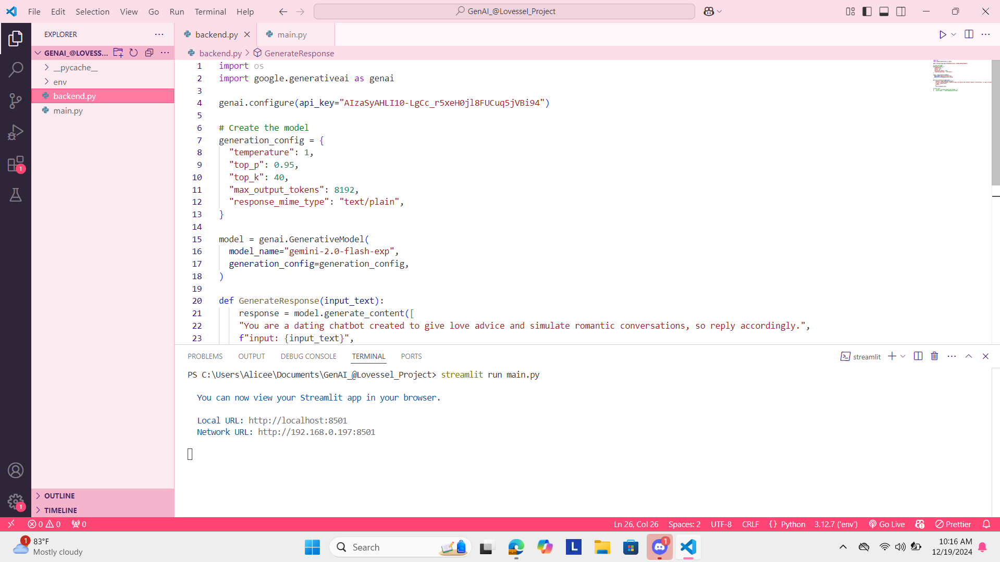 File Edit Selection View Go Run Terminal Help
GenAI_@Lovessel_Project
EXPLORER
GENAI_@LOVESS...
__pycache__
env
backend.py
main.py
OUTLINE
TIMELINE
backend.py
main.py
backend.py > GenerateResponse
1 import os
2 import google.generativeai as genai
3
4 genai.configure(api_key="AIzaSyAHLI10-LgCc_r5xeH0jl8FUCuq5jVBi94")
5
6 # Create the model
7 generation_config = {
8 "temperature": 1,
9 "top_p": 0.95,
10 "top_k": 40,
11 "max_output_tokens": 8192,
12 "response_mime_type": "text/plain",
13 }
14
15 model = genai.GenerativeModel(
16 model_name="gemini-2.0-flash-exp",
17 generation_config=generation_config,
18 )
19
20 def GenerateResponse(input_text):
21 response = model.generate_content([
22 "You are a dating chatbot created to give love advice and simulate romantic conversations, so reply accordingly.",
23 f"input: {input_text}",
PROBLEMS OUTPUT DEBUG CONSOLE TERMINAL PORTS
streamlit
PS C:\Users\Alicee\Documents\GenAI_@Lovessel_Project> streamlit run main.py
You can now view your Streamlit app in your browser.
Local URL: http://localhost:8501
Network URL: http://192.168.0.197:8501
1
1
0 0 0
Ln 26, Col 26 Spaces: 2 UTF-8 CRLF {} Python 3.12.7 ('env') Go Live Prettier
1
83°F
Mostly cloudy
Search
L
1
10:16 AM
12/19/2024